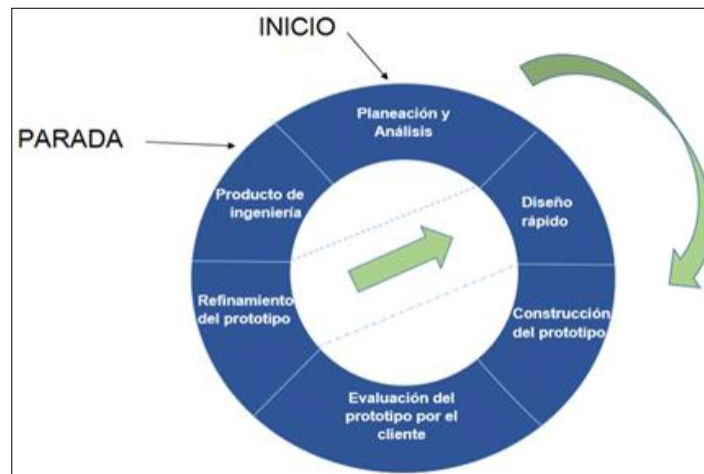 INICIO
PARADA
Planeación y
Análisis
Diseño
rápido
Construcción
del prototipo
Evaluación del
prototipo por el
cliente
Refinamiento
del prototipo
Producto de
ingeniería